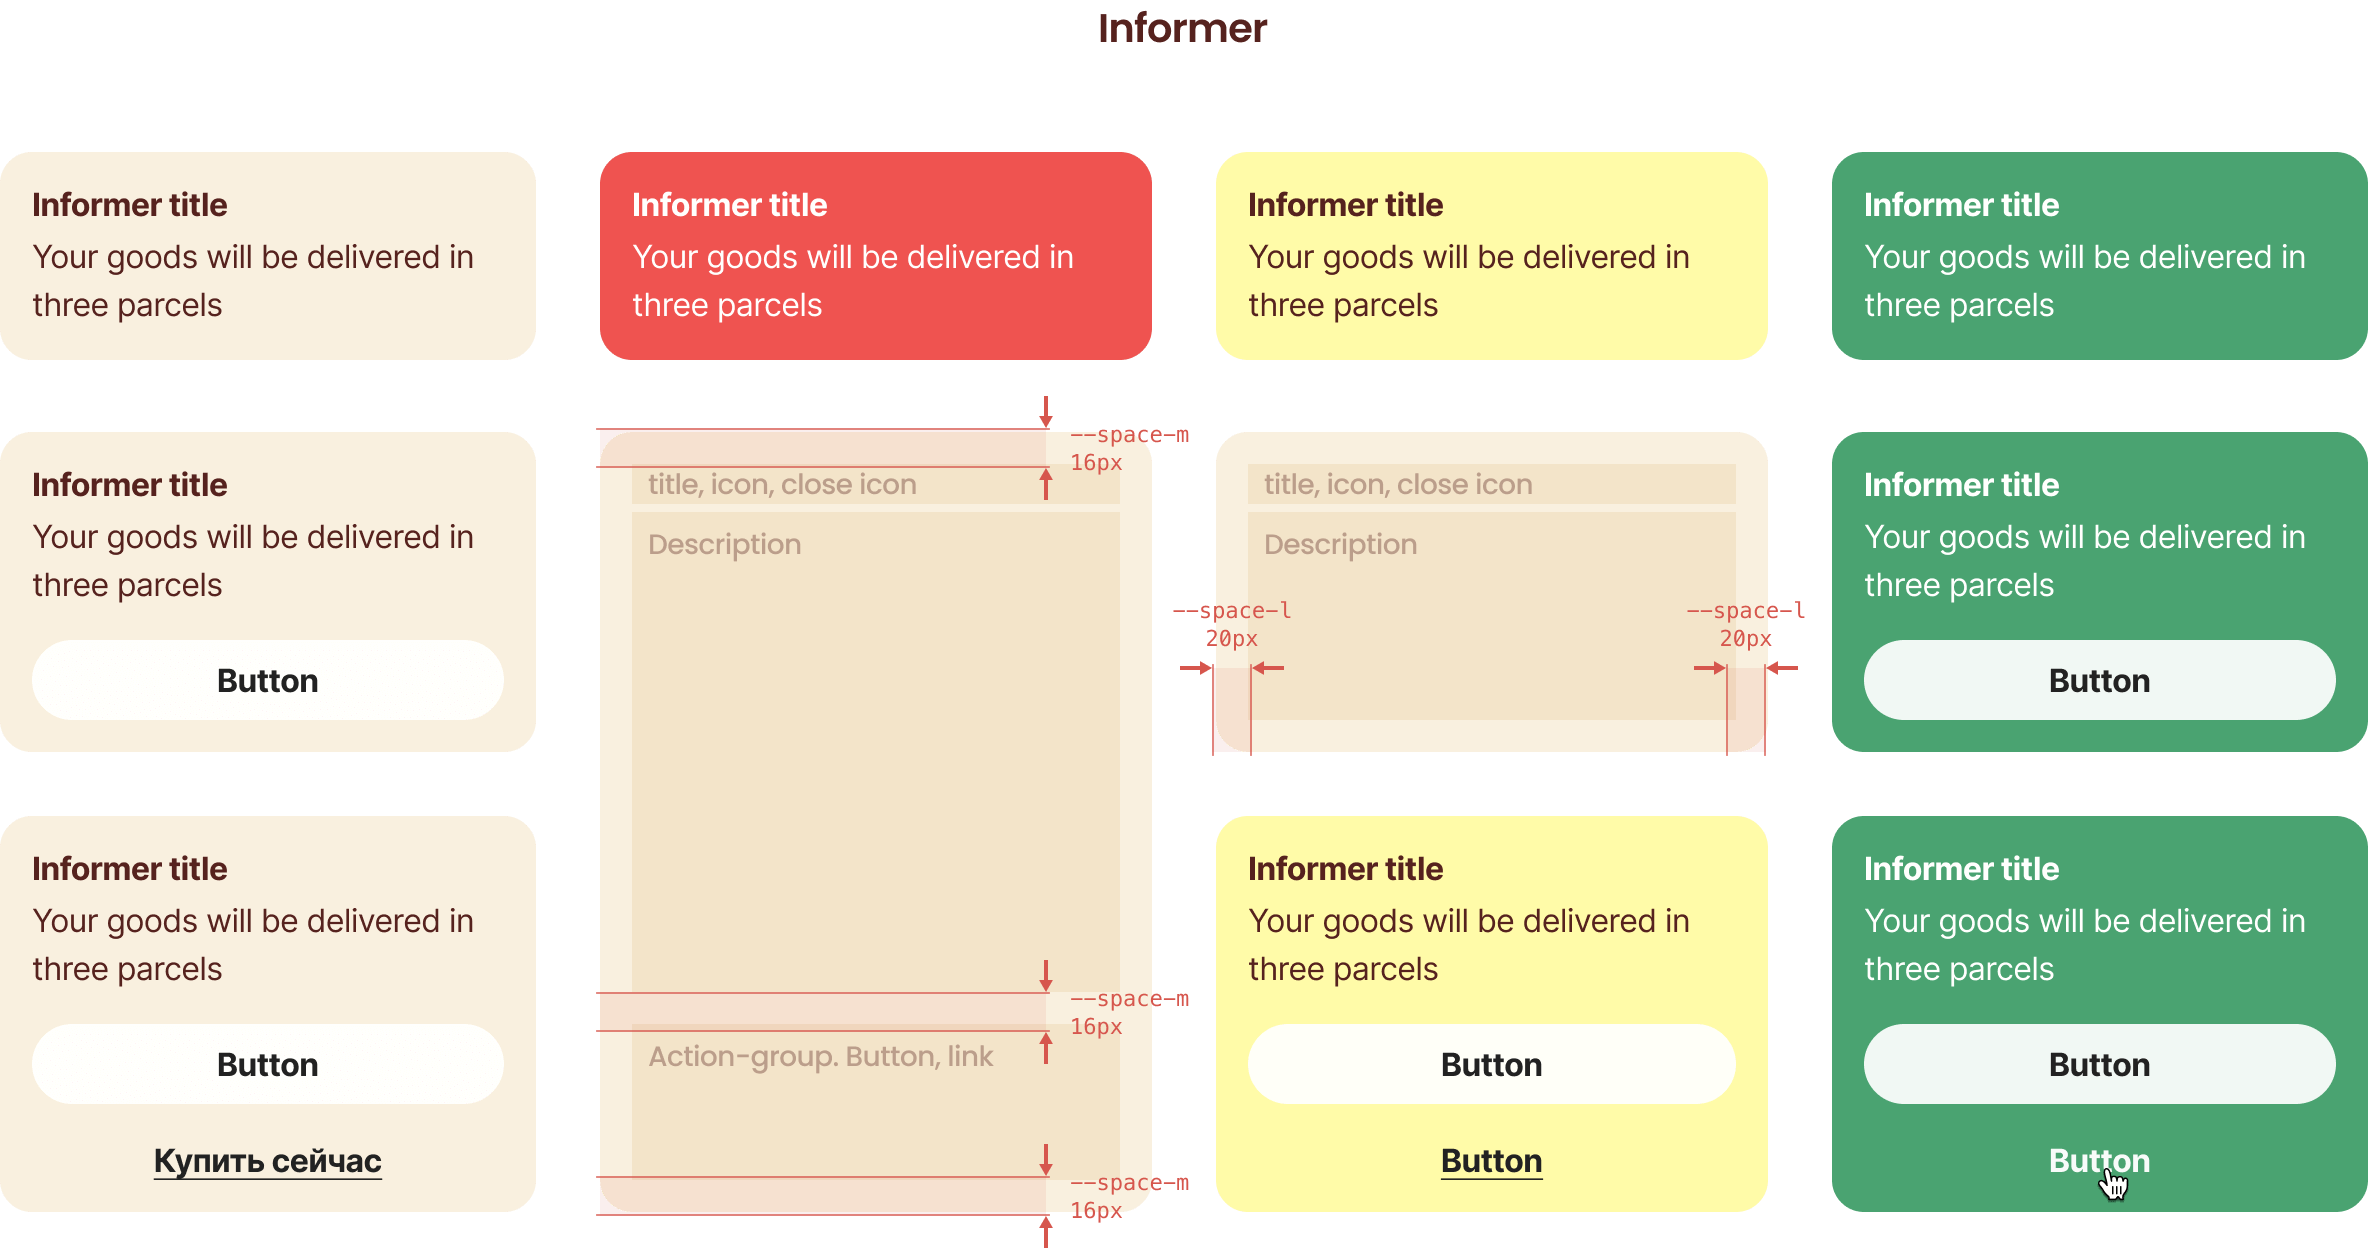 Informer
Informer title
Your goods will be delivered in
three parcels
Informer title
Your goods will be delivered in
three parcels
Informer title
Your goods will be delivered in
three parcels
Informer title
Your goods will be delivered in
three parcels
Informer title
Your goods will be delivered in
three parcels
Button
--space-m
16px
title, icon, close icon
Description
--space-m
16px
Action-group. Button, link
--space-m
16px
title, icon, close icon
Description
--space-l
20px
--space-l
20px
Informer title
Your goods will be delivered in
three parcels
Button
Informer title
Your goods will be delivered in
three parcels
Button
Купить сейчас
Informer title
Your goods will be delivered in
three parcels
Button
Button
Informer title
Your goods will be delivered in
three parcels
Button
Button